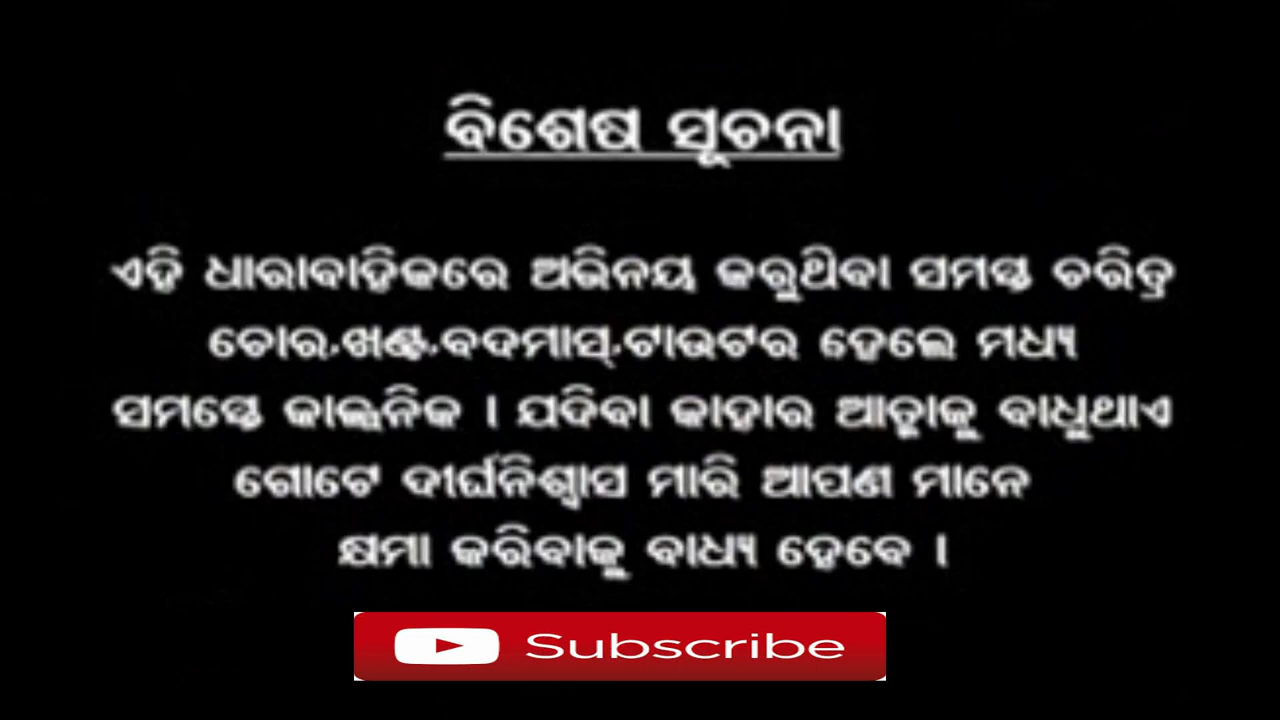 ବିଶେଷ ସୂଚନା
ଏହି ଧାରାବାହିକରେ ଅଭିନୟ କରୁଥିବା ସମସ୍ତ ଚରିତ୍ର
ଚୋର,ଖଣ୍ଟ,ବଦମାସ୍,ଟାଉଟର ହେଲେ ମଧ୍ୟ
ସମସ୍ତେ କାଳ୍ପନିକ । ଯଦିବା କାହାର ଆତ୍ମାକୁ ବାଧୁଥାଏ
ଗୋଟେ ଦୀର୍ଘନିଶ୍ୱାସ ମାରି ଆପଣ ମାନେ
କ୍ଷମା କରିବାକୁ ବାଧ୍ୟ ହେବେ ।
Subscribe